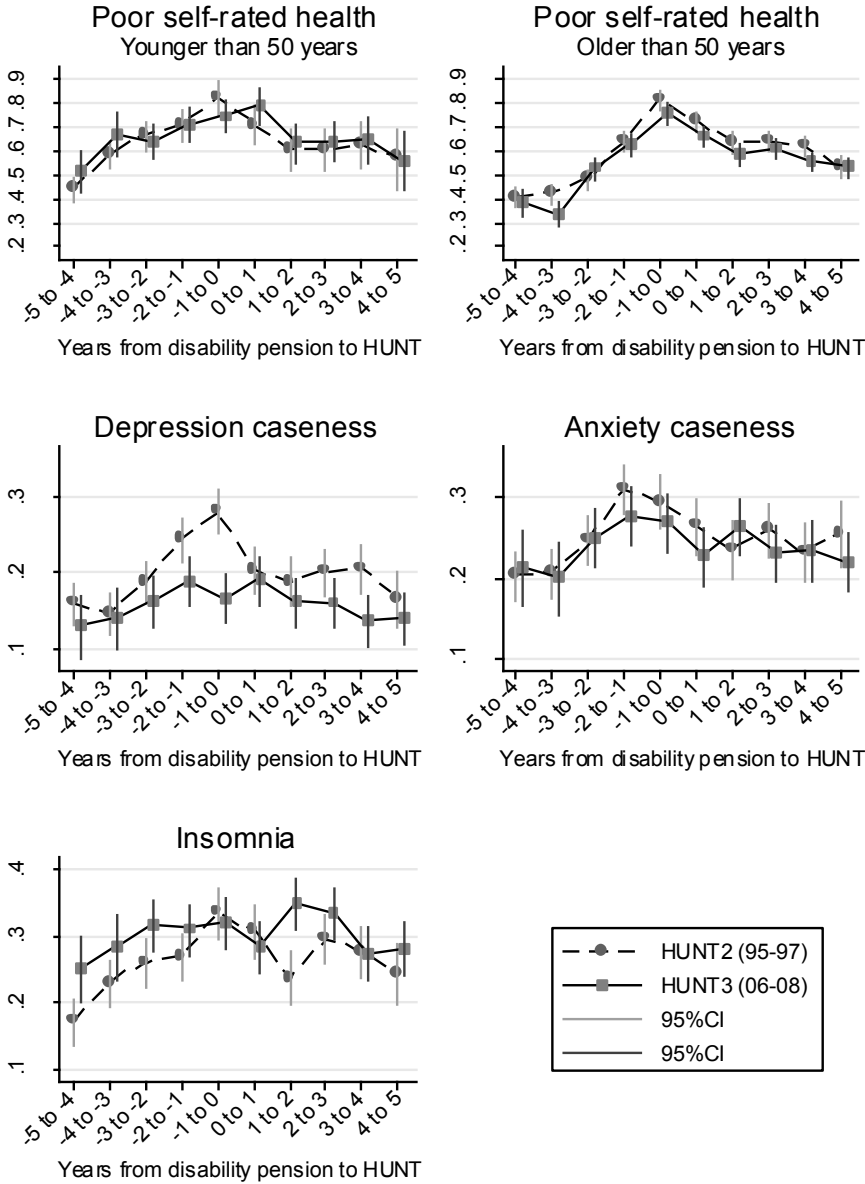 Poor self-rated health
Younger than 50 years
.2 .3 .4 .5 .6 .7 .8 .9
-5 to -4
-4 to -3
-3 to -2
-2 to -1
-1 to 0
0 to 1
1 to 2
2 to 3
3 to 4
4 to 5
Years from disability pension to HUNT
Poor self-rated health
Older than 50 years
.2 .3 .4 .5 .6 .7 .8 .9
-5 to -4
-4 to -3
-3 to -2
-2 to -1
-1 to 0
0 to 1
1 to 2
2 to 3
3 to 4
4 to 5
Years from disability pension to HUNT
Depression caseness
.1 .2 .3
-5 to -4
-4 to -3
-3 to -2
-2 to -1
-1 to 0
0 to 1
1 to 2
2 to 3
3 to 4
4 to 5
Years from disability pension to HUNT
Anxiety caseness
.1 .2 .3
-5 to -4
-4 to -3
-3 to -2
-2 to -1
-1 to 0
0 to 1
1 to 2
2 to 3
3 to 4
4 to 5
Years from disability pension to HUNT
Insomnia
.1 .2 .3 .4
-5 to -4
-4 to -3
-3 to -2
-2 to -1
-1 to 0
0 to 1
1 to 2
2 to 3
3 to 4
4 to 5
Years from disability pension to HUNT
HUNT2 (95-97)
HUNT3 (06-08)
95%CI
95%CI